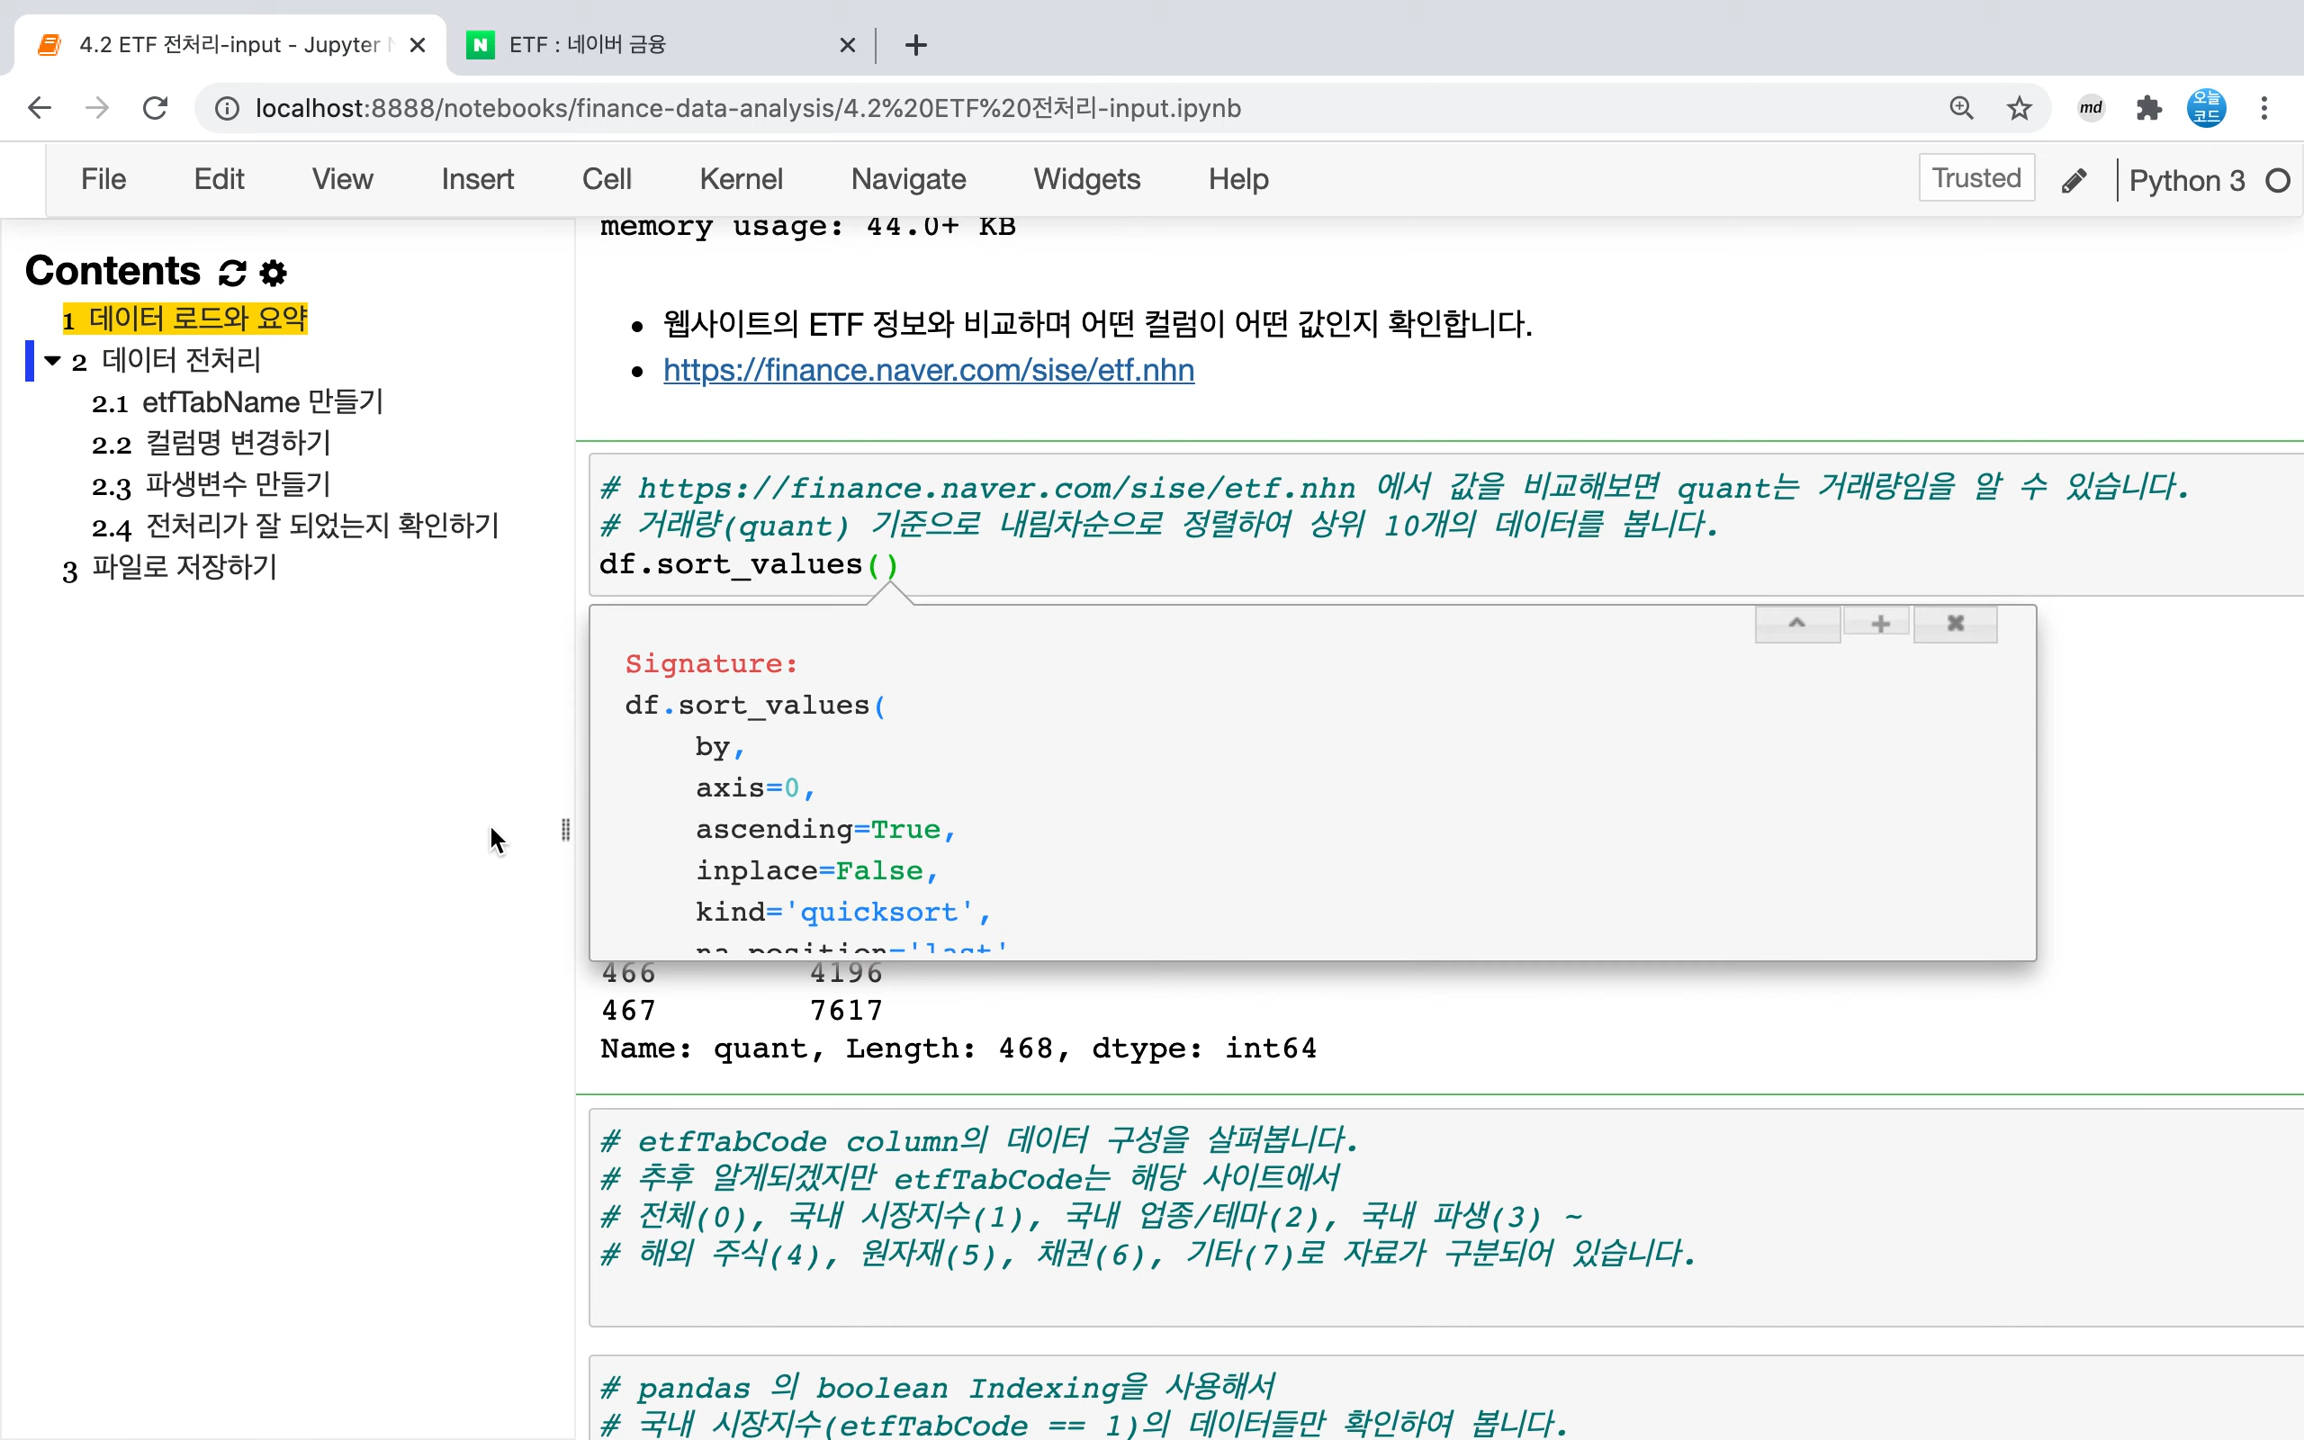 4.2 ETF 전처리-input - Jupyter N
ETF : 네이버 금융
localhost:8888/notebooks/finance-data-analysis/4.2%20ETF%20전처리-input.ipynb
md
오늘
코드
File Edit View Insert Cell Kernel Navigate Widgets Help
Trusted
Python 3
Contents
1 데이터 로드와 요약
2 데이터 전처리
2.1 etfTabName 만들기
2.2 컬럼명 변경하기
2.3 파생변수 만들기
2.4 전처리가 잘 되었는지 확인하기
3 파일로 저장하기
memory usage: 44.0+ KB
• 웹사이트의 ETF 정보와 비교하며 어떤 컬럼이 어떤 값인지 확인합니다.
• https://finance.naver.com/sise/etf.nhn
# https://finance.naver.com/sise/etf.nhn 에서 값을 비교해보면 quant는 거래량임을 알 수 있습니다.
# 거래량(quant) 기준으로 내림차순으로 정렬하여 상위 10개의 데이터를 봅니다.
df.sort_values()
Signature:
df.sort_values(
by,
axis=0,
ascending=True,
inplace=False,
kind='quicksort',
na_position='last'
466 4196
467 7617
Name: quant, Length: 468, dtype: int64
# etfTabCode column의 데이터 구성을 살펴봅니다.
# 추후 알게되겠지만 etfTabCode는 해당 사이트에서
# 전체(0), 국내 시장지수(1), 국내 업종/테마(2), 국내 파생(3) ~
# 해외 주식(4), 원자재(5), 채권(6), 기타(7)로 자료가 구분되어 있습니다.
# pandas 의 boolean Indexing을 사용해서
# 국내 시장지수(etfTabCode == 1)의 데이터들만 확인하여 봅니다.